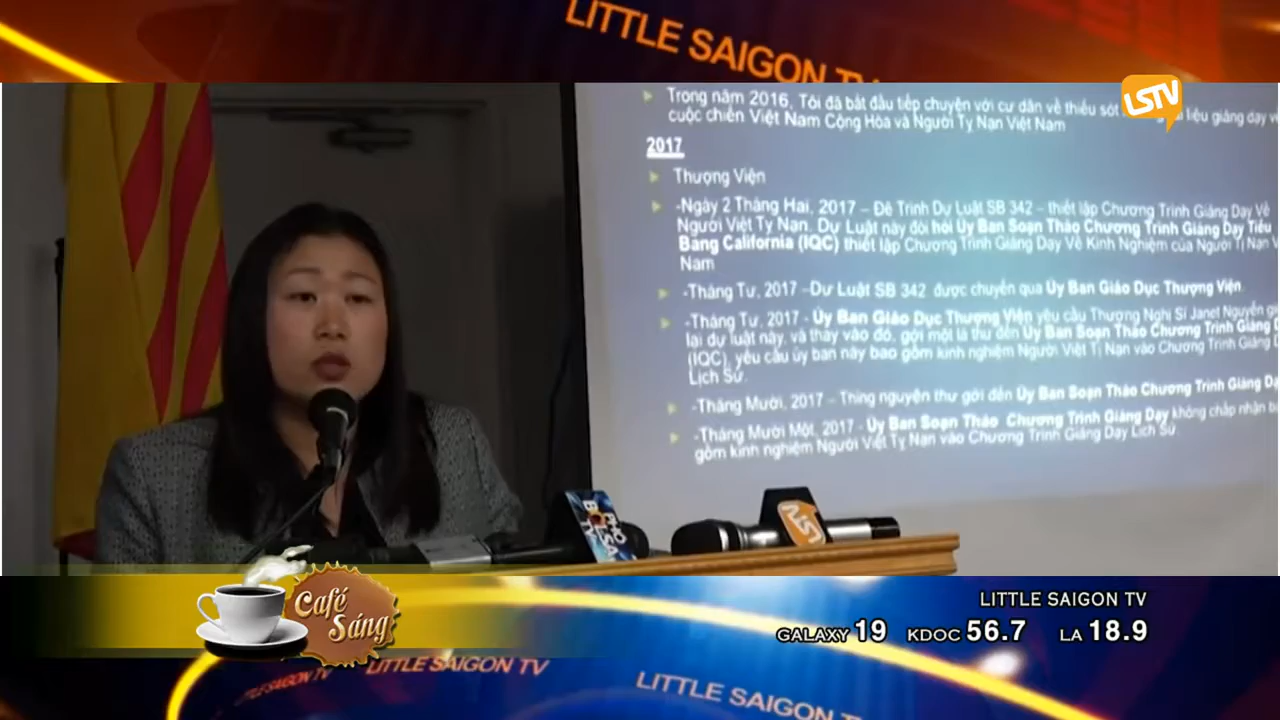 LITTLE SAIGON TV
LSTV
Trong năm 2016, Tôi đã bắt đầu tiếp chuyện với cư dân về thiếu sót liệu giảng dạy về
cuộc chiến Việt Nam Cộng Hòa và Người Tỵ Nạn Việt Nam
2017
Thượng Viện
-Ngày 2 Tháng Hai, 2017 – Đệ Trình Dự Luật SB 342 – thiết lập Chương Trình Giảng Dạy Về
Người Việt Tỵ Nạn. Dự Luật này đòi hỏi Ủy Ban Soạn Thảo Chương Trình Giảng Dạy Tiểu
Bang California (IQC) thiết lập Chương Trình Giảng Dạy Về Kinh Nghiệm của Người Tị Nạn V
Nam
-Tháng Tư, 2017 –Dự Luật SB 342 được chuyển qua Ủy Ban Giáo Dục Thượng Viện.
-Tháng Tư, 2017 - Ủy Ban Giáo Dục Thượng Viện yêu cầu Thượng Nghị Sĩ Janet Nguyễn g
lại dự luật này, và thay vào đó, gởi một lá thư đến Ủy Ban Soạn Thảo Chương Trình Giảng D
(IQC), yêu cầu ủy ban này bao gồm kinh nghiệm Người Việt Tị Nạn vào Chương Trình Giảng D
Lịch Sử.
-Tháng Mười, 2017 – Thỉng nguyện thư gởi đến Ủy Ban Soạn Thảo Chương Trình Giảng Dạ
-Tháng Mười Một, 2017 - Ủy Ban Soạn Thảo Chương Trình Giảng Dạy không chấp nhận
gồm kinh nghiệm Người Việt Tỵ Nạn vào Chương Trình Giảng Dạy Lịch Sử.
PHO
BOLSA
TV
LSTV
Café
Sáng
LITTLE SAIGON TV
GALAXY 19 KDOC 56.7 LA 18.9
LITTLE SAIGON TV
LITTLE SAIGON TV
LITTLE SAIGON TV